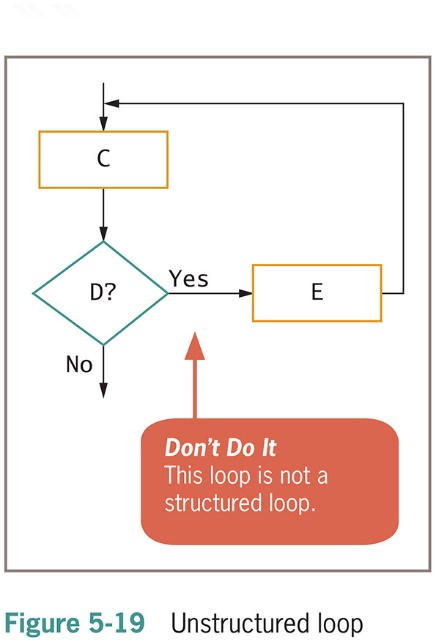 C
D?
Yes
E
No
Don't Do It
This loop is not a
structured loop.
Figure 5-19 Unstructured loop